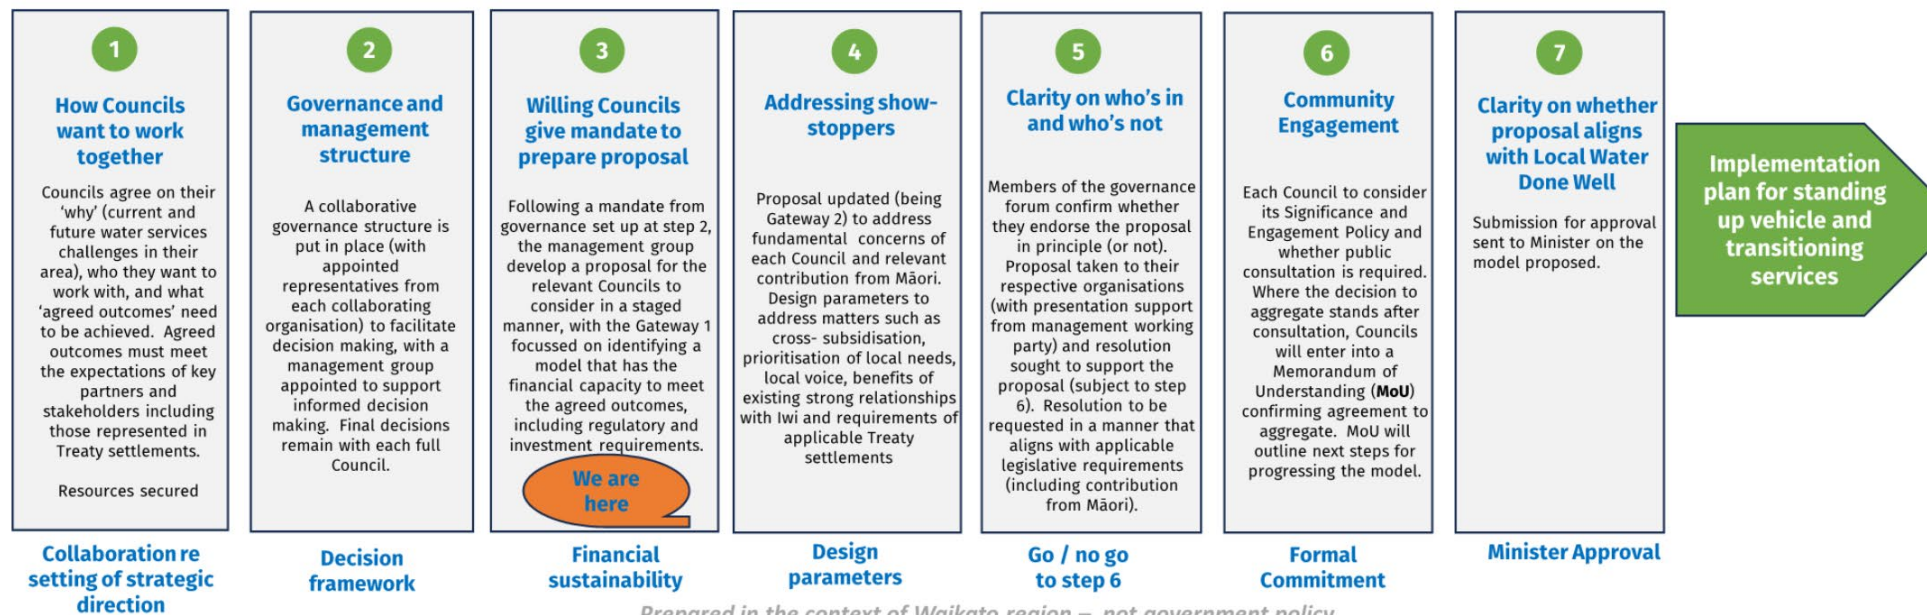 1
How Councils
want to work
together
Councils agree on their
‘why’ (current and
future water services
challenges in their
area), who they want to
work with, and what
‘agreed outcomes’ need
to be achieved. Agreed
outcomes must meet
the expectations of key
partners and
stakeholders including
those represented in
Treaty settlements.
Resources secured
Collaboration re
setting of strategic
direction
2
Governance and
management
structure
A collaborative
governance structure is
put in place (with
appointed
representatives from
each collaborating
organisation) to facilitate
decision making, with a
management group
appointed to support
informed decision
making. Final decisions
remain with each full
Council.
Decision
framework
3
Willing Councils
give mandate to
prepare proposal
Following a mandate from
governance set up at step 2,
the management group
develop a proposal for the
relevant Councils to
consider in a staged
manner, with the Gateway 1
focussed on identifying a
model that has the
financial capacity to meet
the agreed outcomes,
including regulatory and
investment requirements.
We are
here
Financial
sustainability
4
Addressing show-
stoppers
Proposal updated (being
Gateway 2) to address
fundamental concerns of
each Council and relevant
contribution from Māori.
Design parameters to
address matters such as
cross- subsidisation,
prioritisation of local needs,
local voice, benefits of
existing strong relationships
with Iwi and requirements of
applicable Treaty
settlements
Design
parameters
5
Clarity on who’s in
and who’s not
Members of the governance
forum confirm whether
they endorse the proposal
in principle (or not).
Proposal taken to their
respective organisations
(with presentation support
from management working
party) and resolution
sought to support the
proposal (subject to step
6). Resolution to be
requested in a manner that
aligns with applicable
legislative requirements
(including contribution
from Māori).
Go / no go
to step 6
6
Community
Engagement
Each Council to consider
its Significance and
Engagement Policy and
whether public
consultation is required.
Where the decision to
aggregate stands after
consultation, Councils
will enter into a
Memorandum of
Understanding (MoU)
confirming agreement to
aggregate. MoU will
outline next steps for
progressing the model.
Formal
Commitment
7
Clarity on whether
proposal aligns
with Local Water
Done Well
Submission for approval
sent to Minister on the
model proposed.
Minister Approval
Implementation
plan for standing
up vehicle and
transitioning
services
Prepared in the context of Waikato region – not government policy